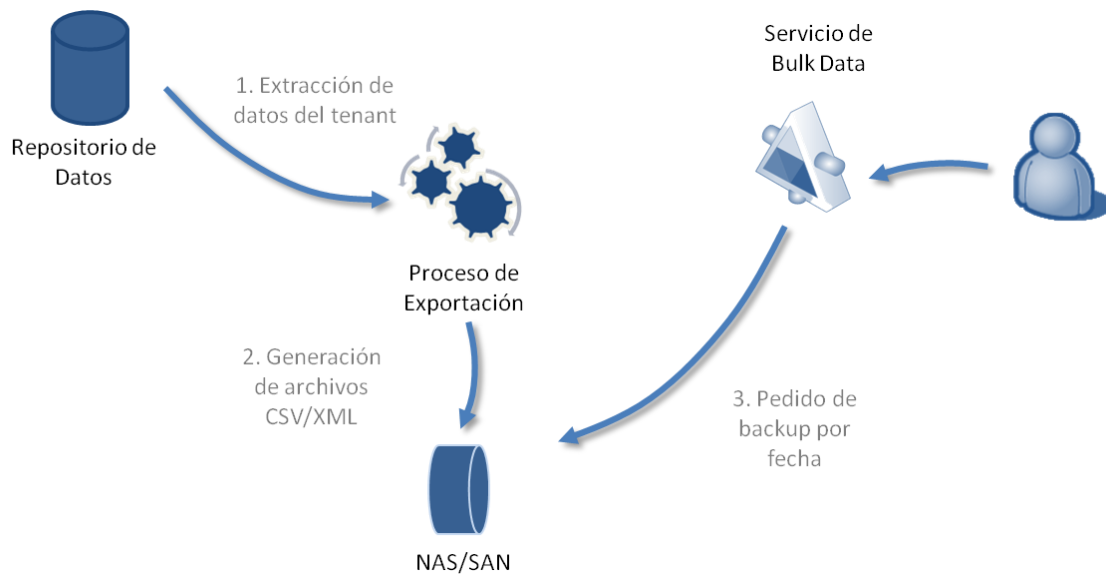 Servicio de
Bulk Data
1. Extracción de
datos del tenant
Repositorio de
Datos
Proceso de
Exportación
2. Generación
de archivos
CSV/XML
3. Pedido de
backup por
fecha
NAS/SAN